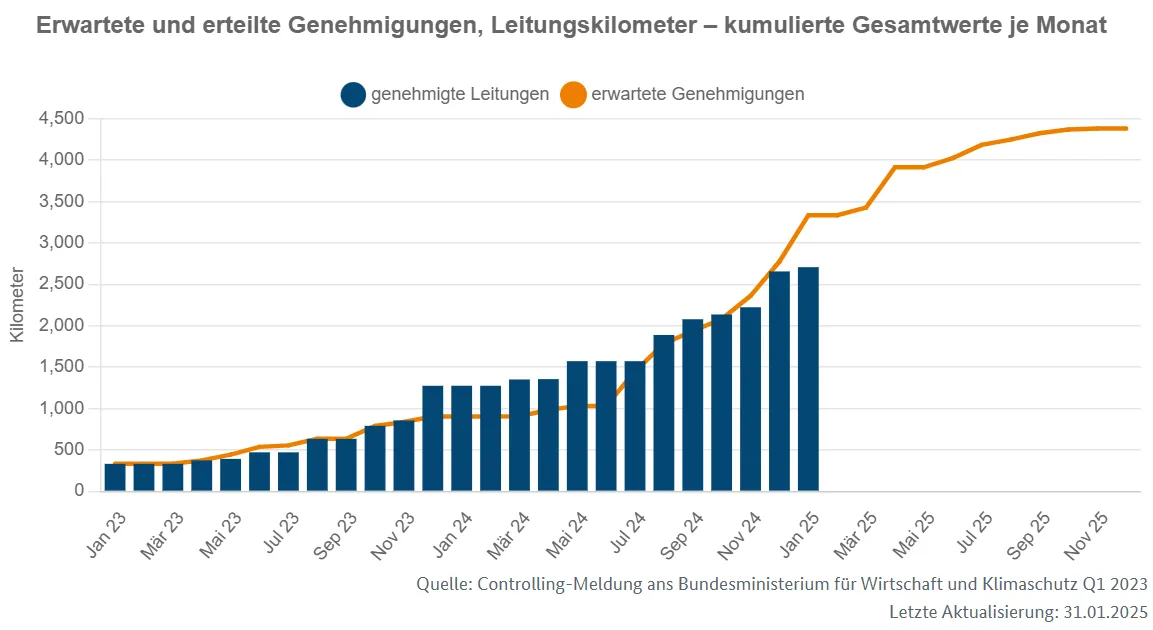 Erwartete und erteilte Genehmigungen, Leitungskilometer – kumulierte Gesamtwerte je Monat
genehmigte Leitungen erwartete Genehmigungen
Kilometer
4,500
4,000
3,500
3,000
2,500
2,000
1,500
1,000
500
0
Jan 23 Mär 23 Mai 23 Jul 23 Sep 23 Nov 23 Jan 24 Mär 24 Mai 24 Jul 24 Sep 24 Nov 24 Jan 25 Mär 25 Mai 25 Jul 25 Sep 25 Nov 25
Quelle: Controlling-Meldung ans Bundesministerium für Wirtschaft und Klimaschutz Q1 2023
Letzte Aktualisierung: 31.01.2025